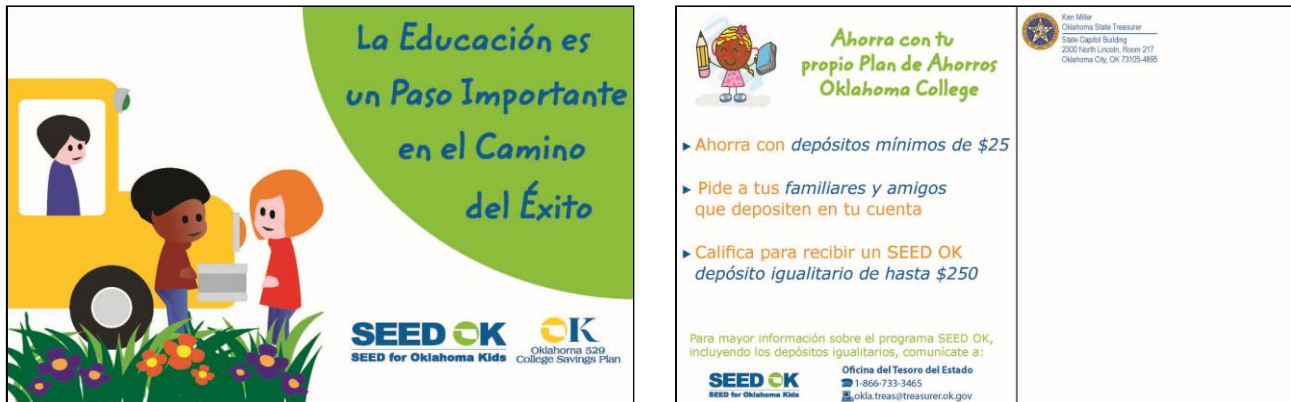 La Educación es
un Paso Importante
en el Camino
del Éxito
SEED OK
SEED for Oklahoma Kids
OK
Oklahoma 529
College Savings Plan
Ahorra con tu
propio Plan de Ahorros
Oklahoma College
Ahorra con depósitos mínimos de $25
Pide a tus familiares y amigos
que depositen en tu cuenta
Califica para recibir un SEED OK
depósito igualitario de hasta $250
Para mayor información sobre el programa SEED OK,
incluyendo los depósitos igualitarios, comunícate a:
SEED OK
SEED for Oklahoma Kids
Oficina del Tesoro del Estado
1-866-733-3465
okla.treas@treasurer.ok.gov
Ken Miller
Oklahoma State Treasurer
State Capitol Building
2300 North Lincoln, Room 217
Oklahoma City, OK 73105-4895